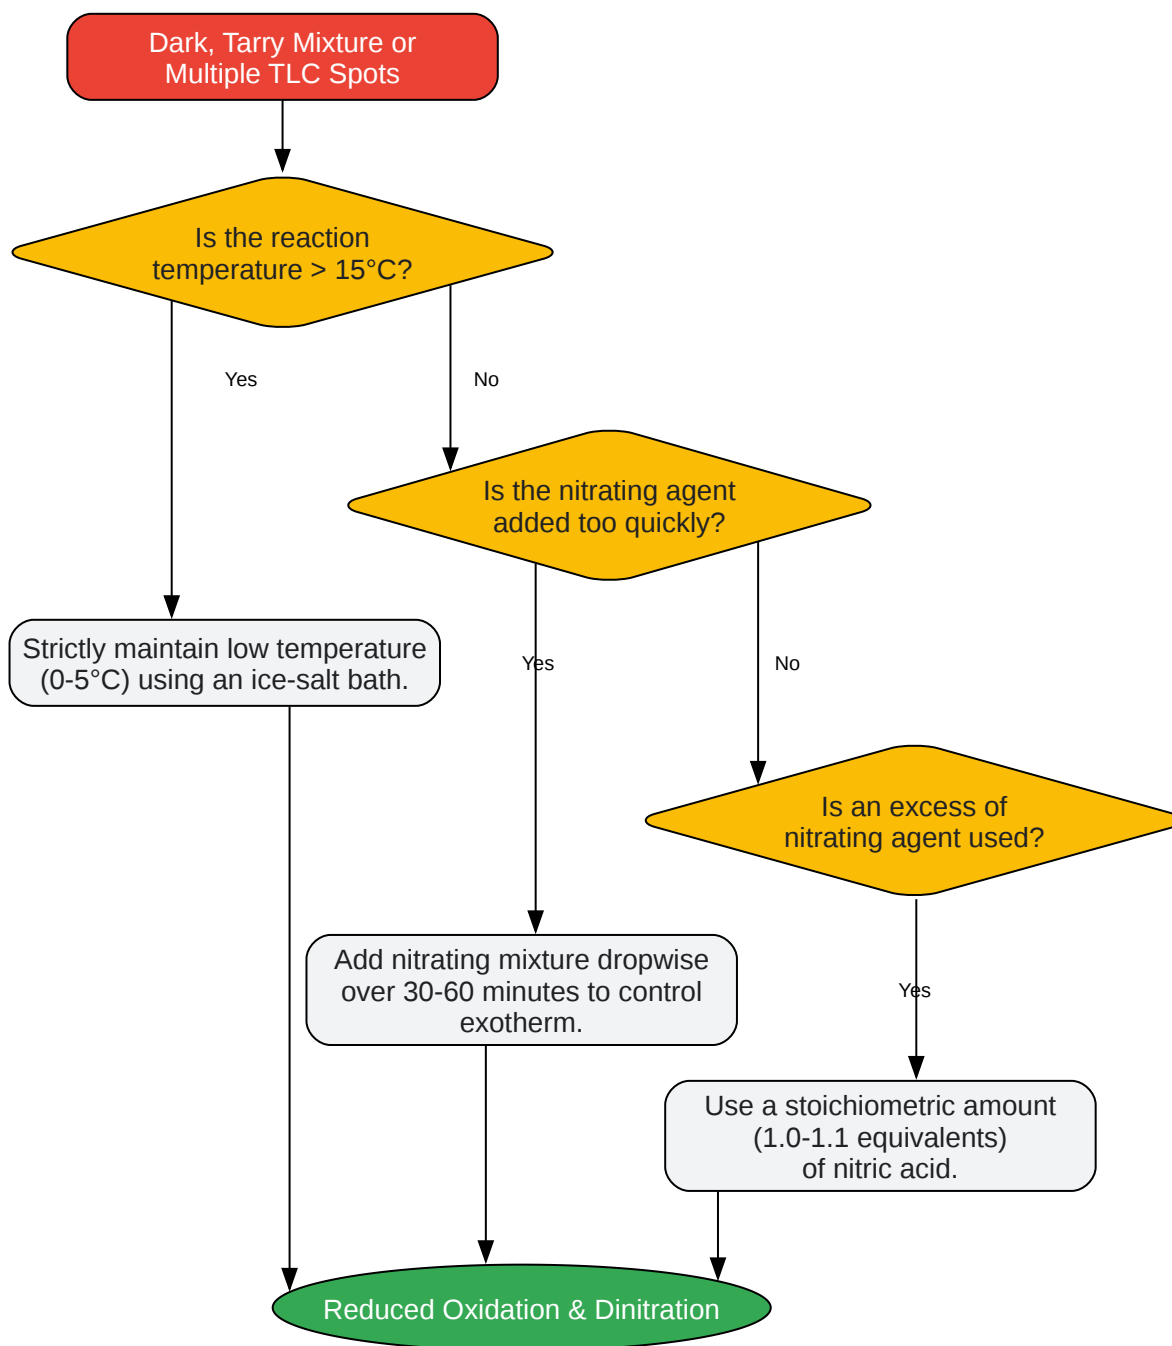 Dark, Tarry Mixture or
Multiple TLC Spots
Is the reaction
temperature > 15°C?
Yes
No
Is the nitrating agent
added too quickly?
Strictly maintain low temperature
(0-5°C) using an ice-salt bath.
Yes
No
Is an excess of
nitrating agent used?
Add nitrating mixture dropwise
over 30-60 minutes to control
exotherm.
Yes
Use a stoichiometric amount
(1.0-1.1 equivalents)
of nitric acid.
Reduced Oxidation & Dinitration